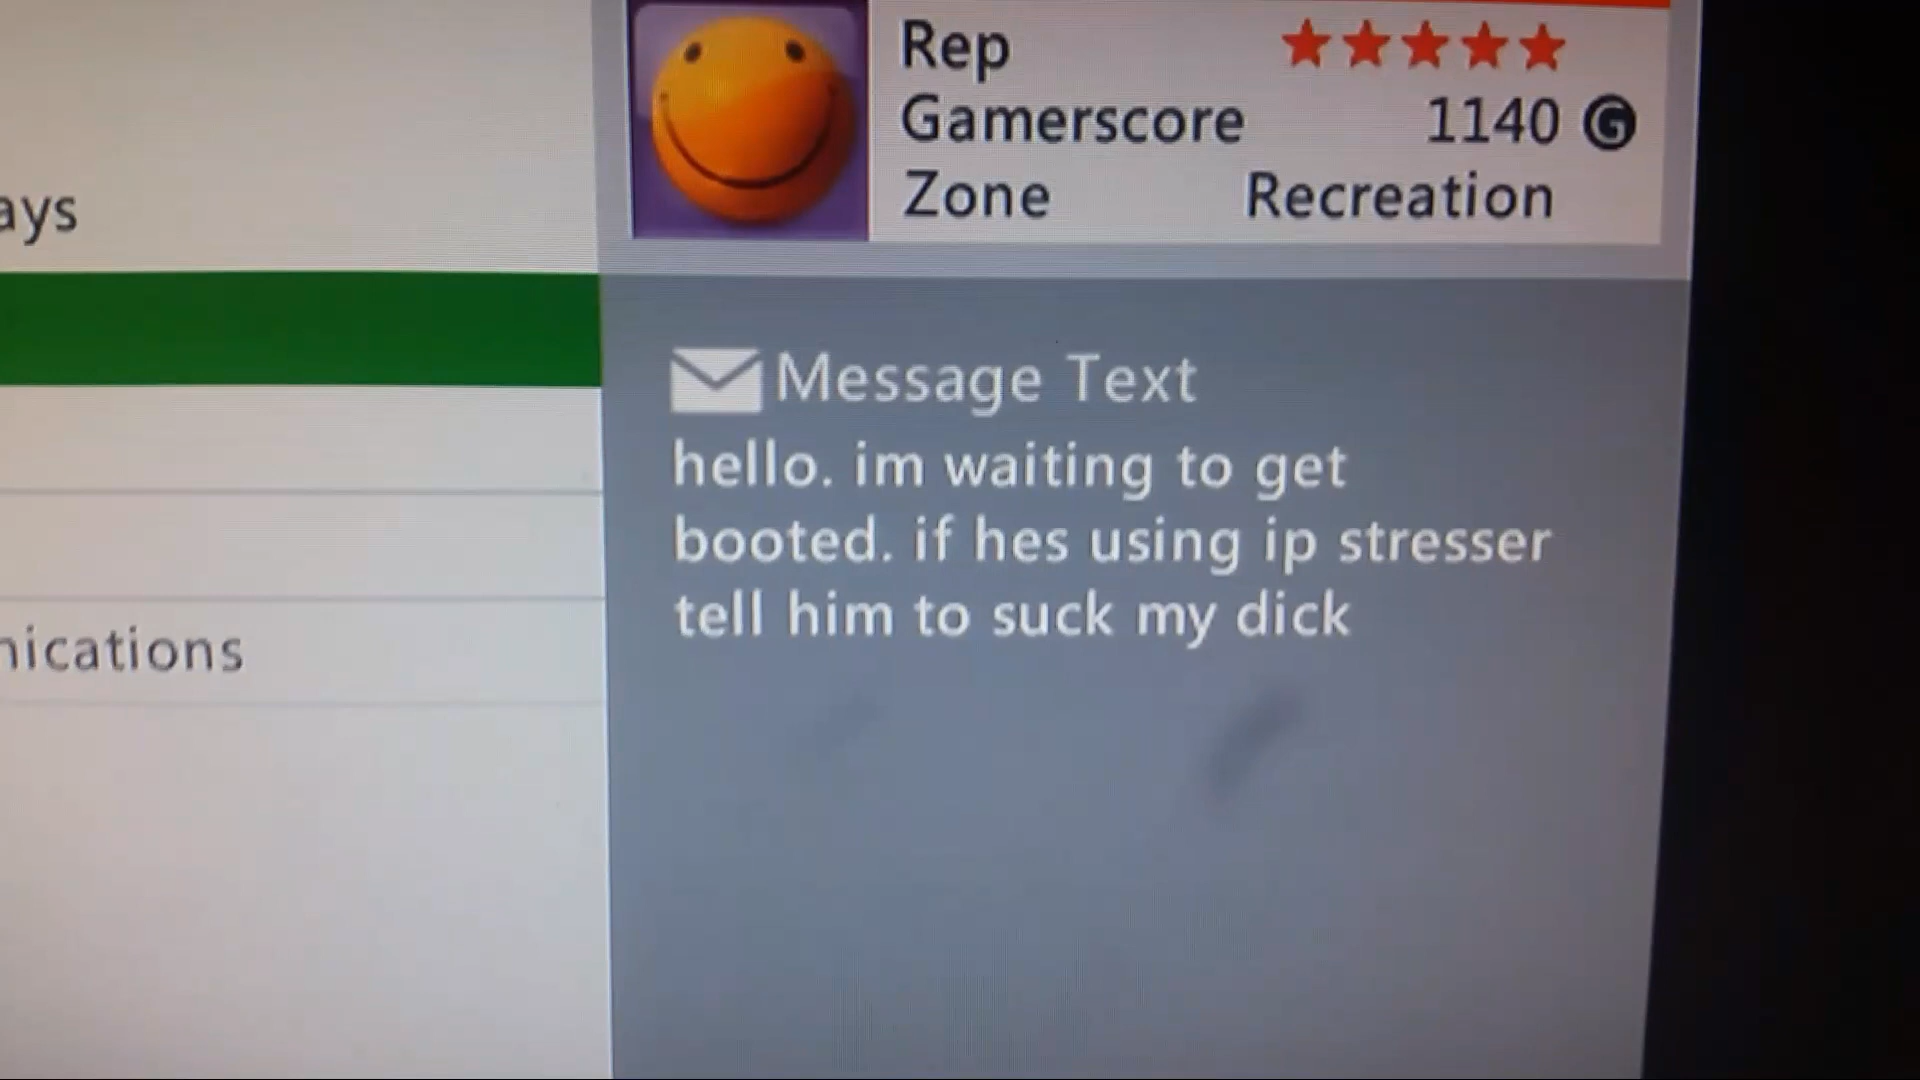 Rep
Gamerscore 1140 G
Zone Recreation
ays
Message Text
hello. im waiting to get
booted. if hes using ip stresser
tell him to suck my dick
nications